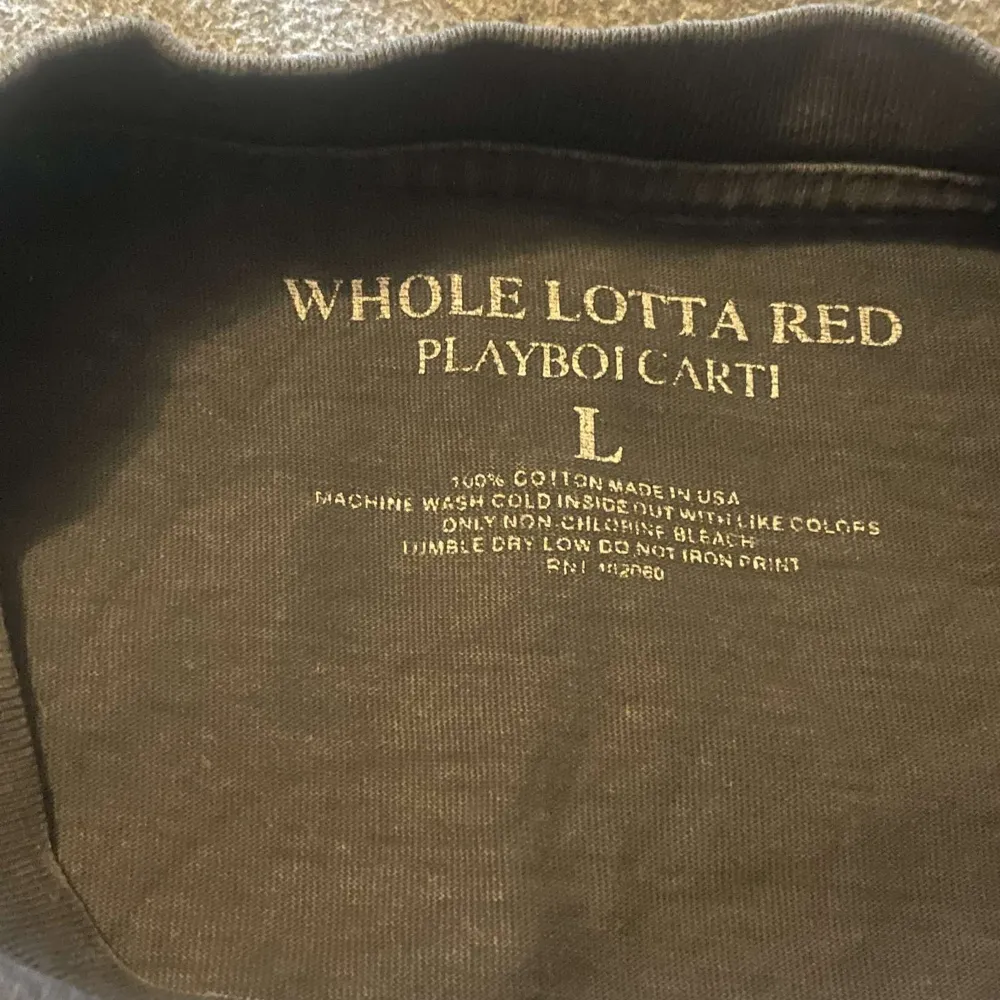 WHOLE LOTTA RED
PLAYBOI CARTI
L
100% COTTON MADE IN USA
MACHINE WASH COLD INSIDE OUT WITH LIKE COLORS
ONLY NON-CHLORINE BLEACH
TUMBLE DRY LOW DO NOT IRON PRINT